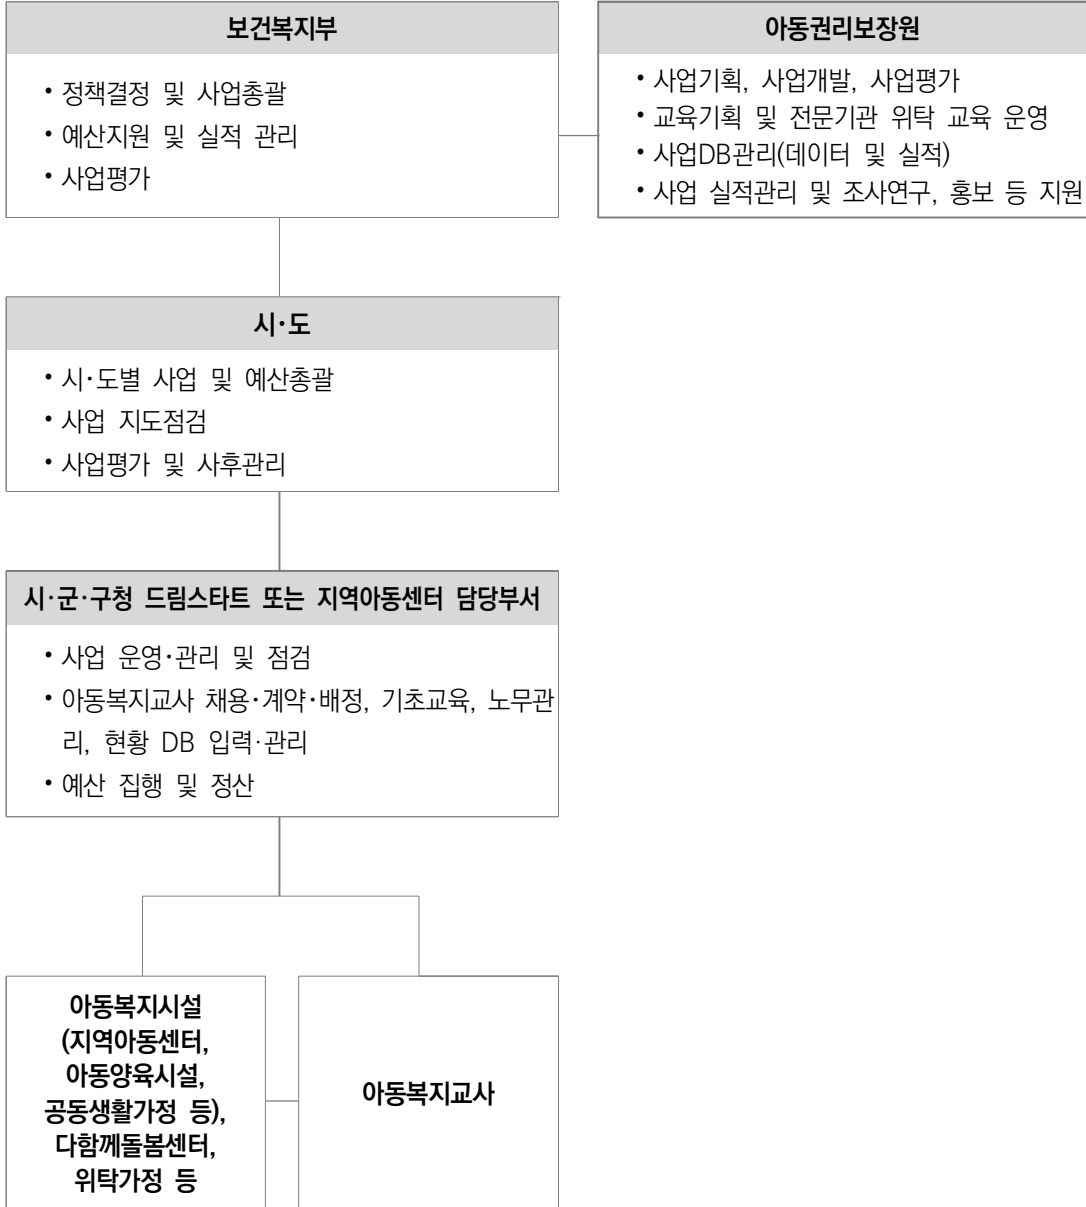 보건복지부
• 정책결정 및 사업총괄
• 예산지원 및 실적 관리
• 사업평가
아동권리보장원
• 사업기획, 사업개발, 사업평가
• 교육기획 및 전문기관 위탁 교육 운영
• 사업DB관리(데이터 및 실적)
• 사업 실적관리 및 조사연구, 홍보 등 지원
시·도
• 시·도별 사업 및 예산총괄
• 사업 지도점검
• 사업평가 및 사후관리
시·군·구청 드림스타트 또는 지역아동센터 담당부서
• 사업 운영·관리 및 점검
• 아동복지교사 채용·계약·배정, 기초교육, 노무관
리, 현황 DB 입력·관리
• 예산 집행 및 정산
아동복지시설
(지역아동센터,
아동양육시설,
공동생활가정 등),
다함께돌봄센터,
위탁가정 등
아동복지교사